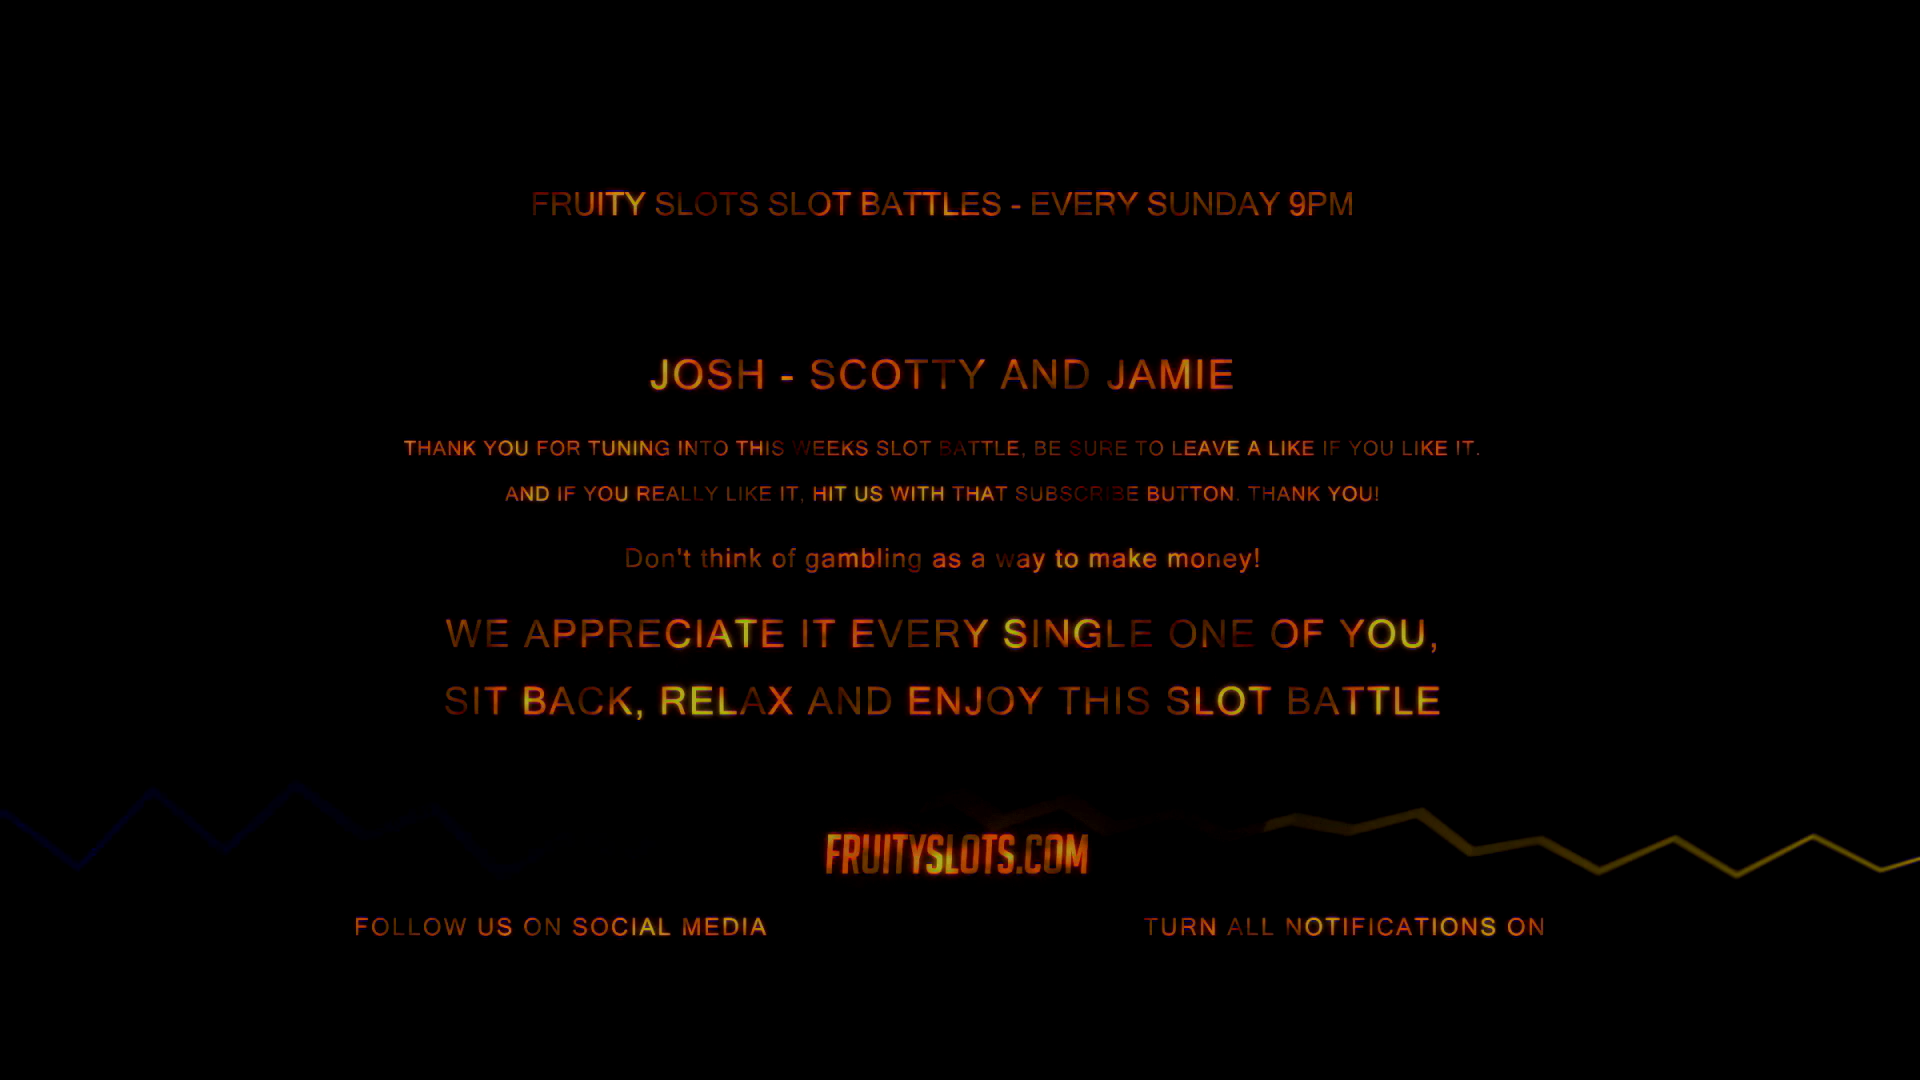 FRUITY SLOTS SLOT BATTLES - EVERY SUNDAY 9PM
JOSH - SCOTTY AND JAMIE
THANK YOU FOR TUNING INTO THIS WEEKS SLOT BATTLE, BE SURE TO LEAVE A LIKE IF YOU LIKE IT.
AND IF YOU REALLY LIKE IT, HIT US WITH THAT SUBSCRIBE BUTTON. THANK YOU!
Don't think of gambling as a way to make money!
WE APPRECIATE IT EVERY SINGLE ONE OF YOU,
SIT BACK, RELAX AND ENJOY THIS SLOT BATTLE
FRUITYSLOTS.COM
FOLLOW US ON SOCIAL MEDIA
TURN ALL NOTIFICATIONS ON